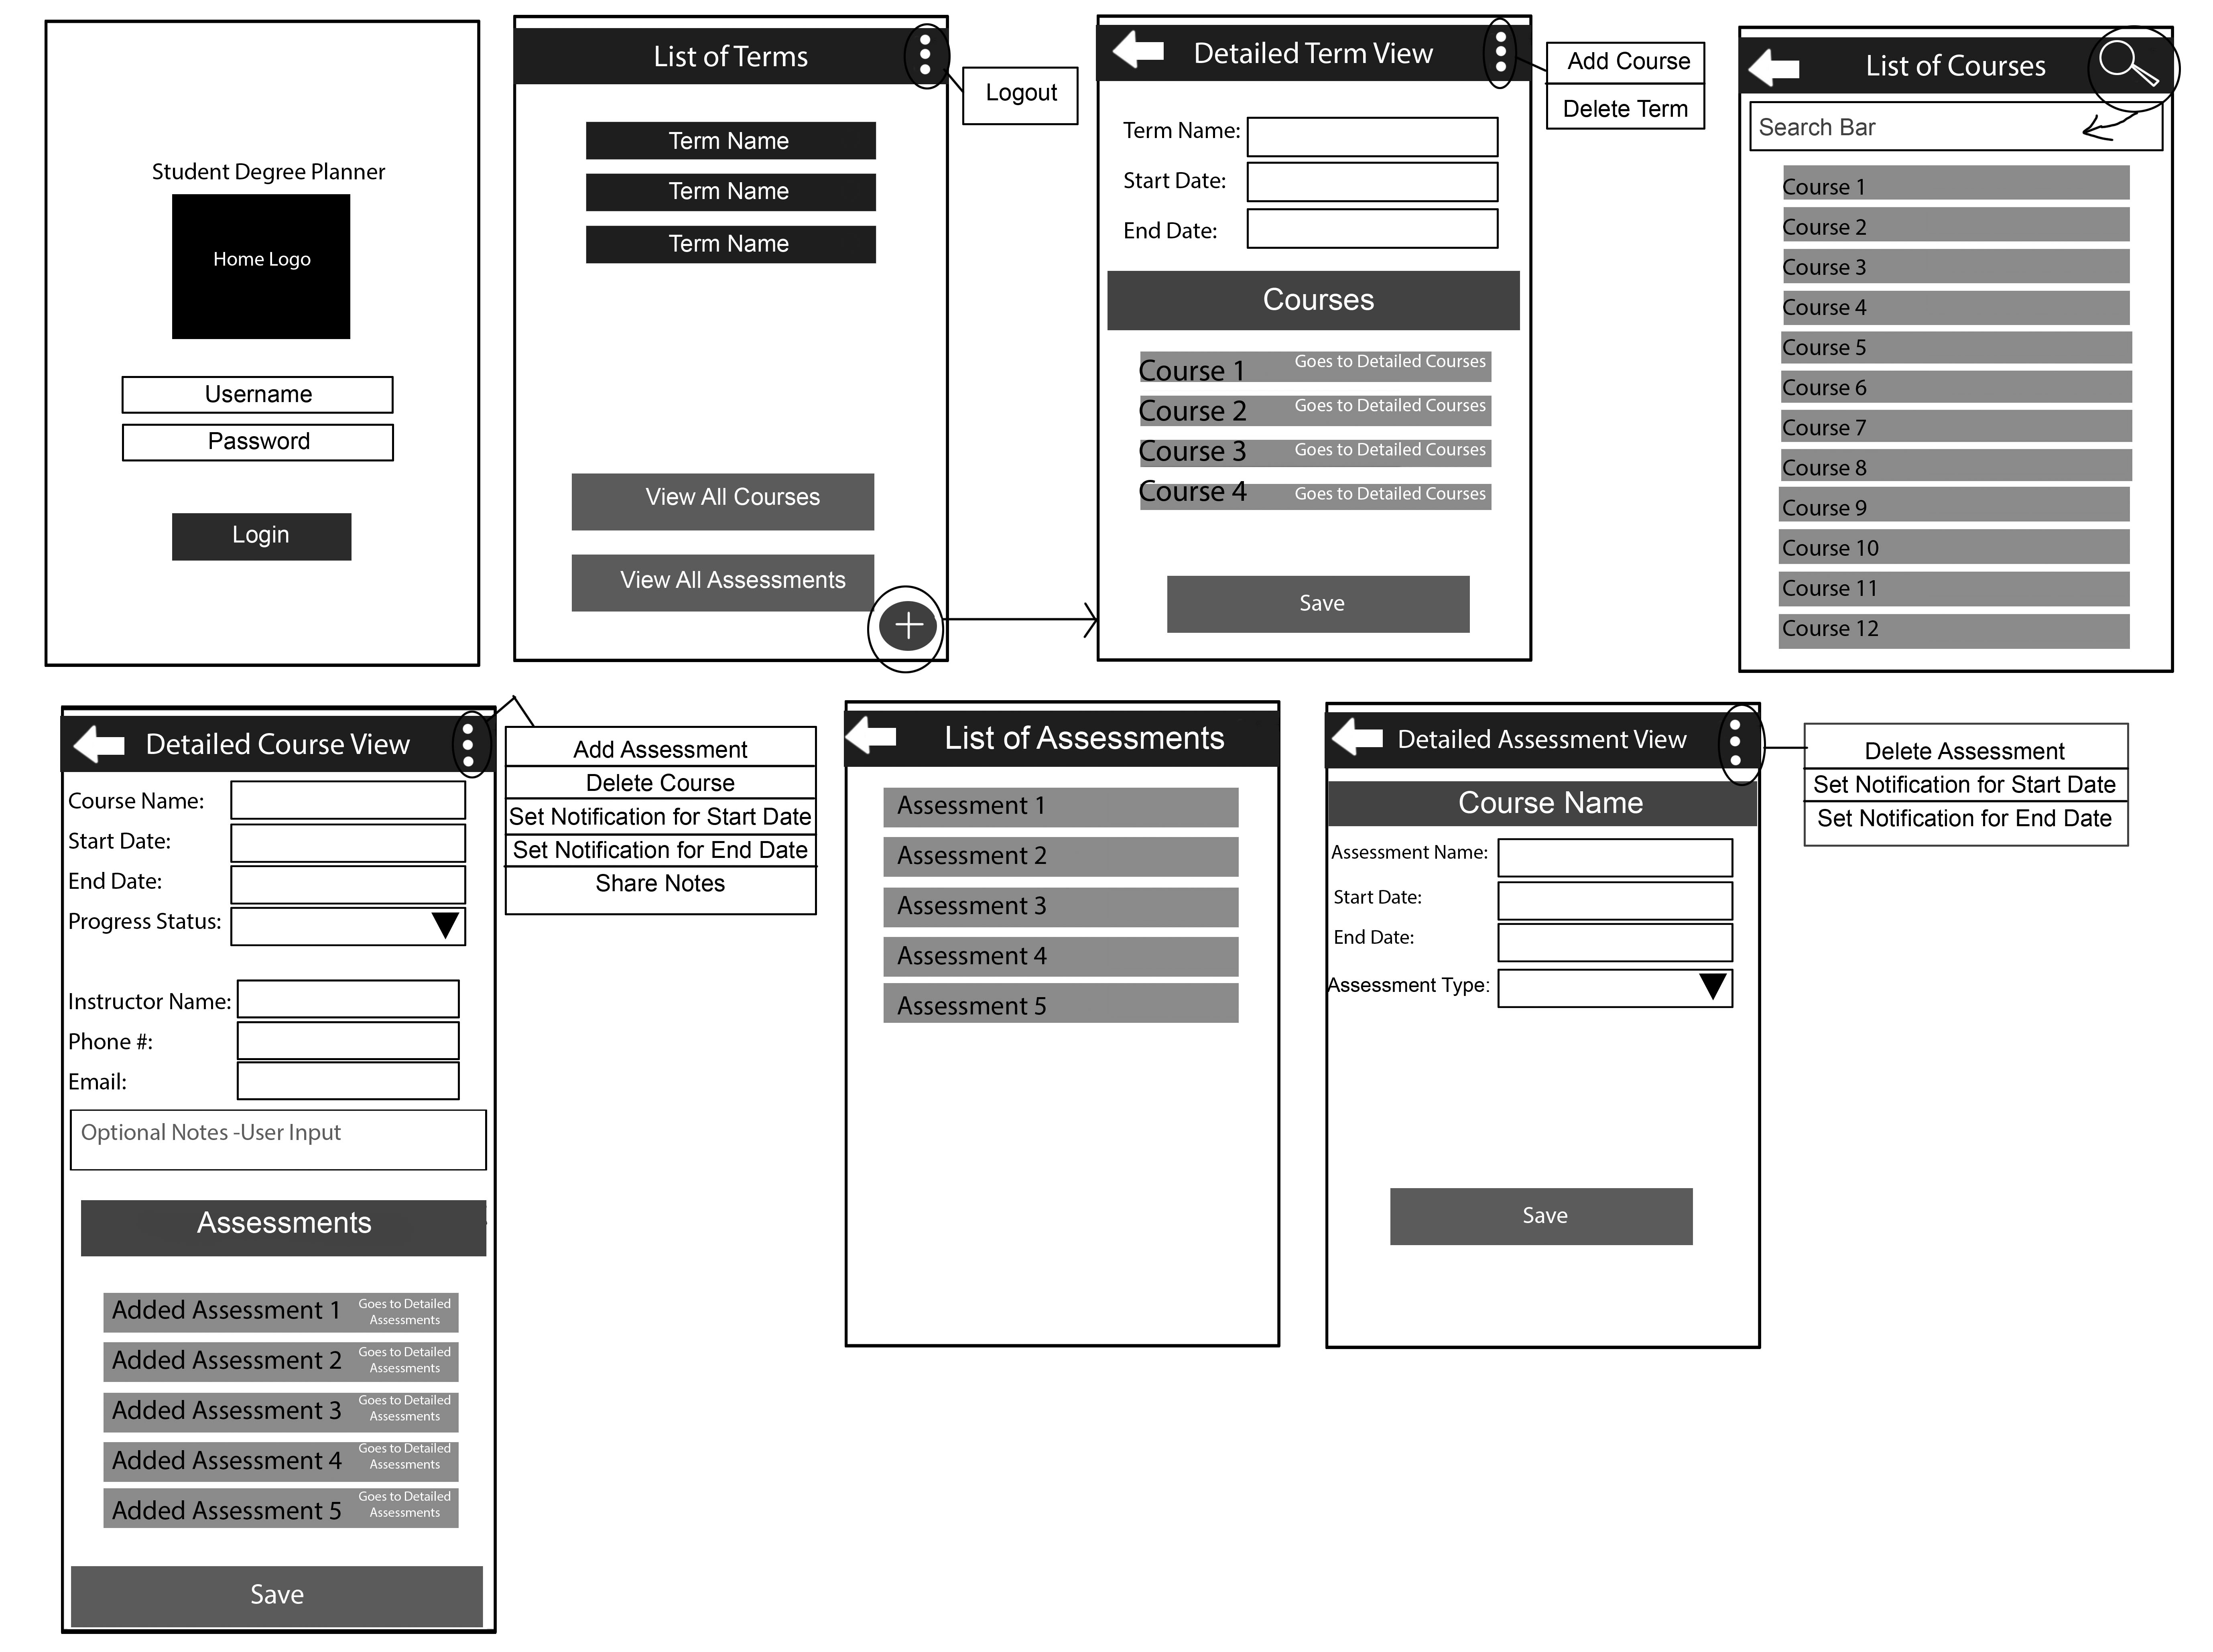 Student Degree Planner
Home Logo
Username
Password
Login
List of Terms
Logout
Term Name
Term Name
Term Name
View All Courses
View All Assessments
Detailed Term View
Add Course
Delete Term
Term Name:
Start Date:
End Date:
Courses
Course 1 Goes to Detailed Courses
Course 2 Goes to Detailed Courses
Course 3 Goes to Detailed Courses
Course 4 Goes to Detailed Courses
Save
List of Courses
Search Bar
Course 1
Course 2
Course 3
Course 4
Course 5
Course 6
Course 7
Course 8
Course 9
Course 10
Course 11
Course 12
Detailed Course View
Add Assessment
Delete Course
Set Notification for Start Date
Set Notification for End Date
Share Notes
Course Name:
Start Date:
End Date:
Progress Status:
Instructor Name:
Phone #:
Email:
Optional Notes -User Input
Assessments
Added Assessment 1 Goes to Detailed
Assessments
Added Assessment 2 Goes to Detailed
Assessments
Added Assessment 3 Goes to Detailed
Assessments
Added Assessment 4 Goes to Detailed
Assessments
Added Assessment 5 Goes to Detailed
Assessments
Save
List of Assessments
Assessment 1
Assessment 2
Assessment 3
Assessment 4
Assessment 5
Detailed Assessment View
Delete Assessment
Set Notification for Start Date
Set Notification for End Date
Course Name
Assessment Name:
Start Date:
End Date:
Assessment Type:
Save